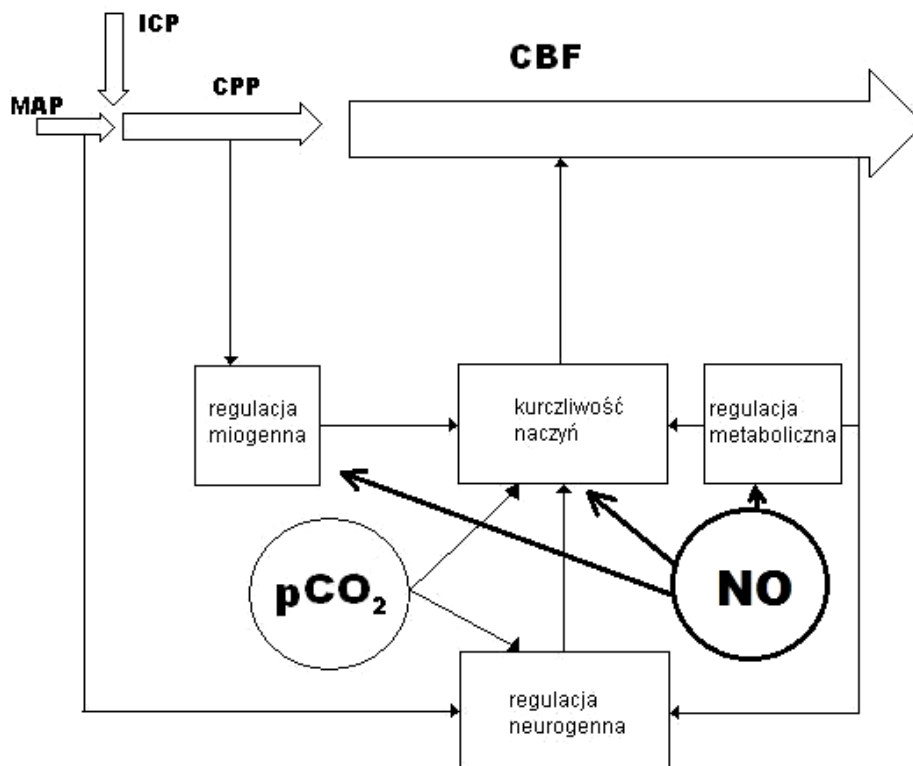 ICP
MAP
CPP
CBF
regulacja
miogenna
kurczliwość
naczyń
regulacja
metaboliczna
pCO₂
NO
regulacja
neurogenna